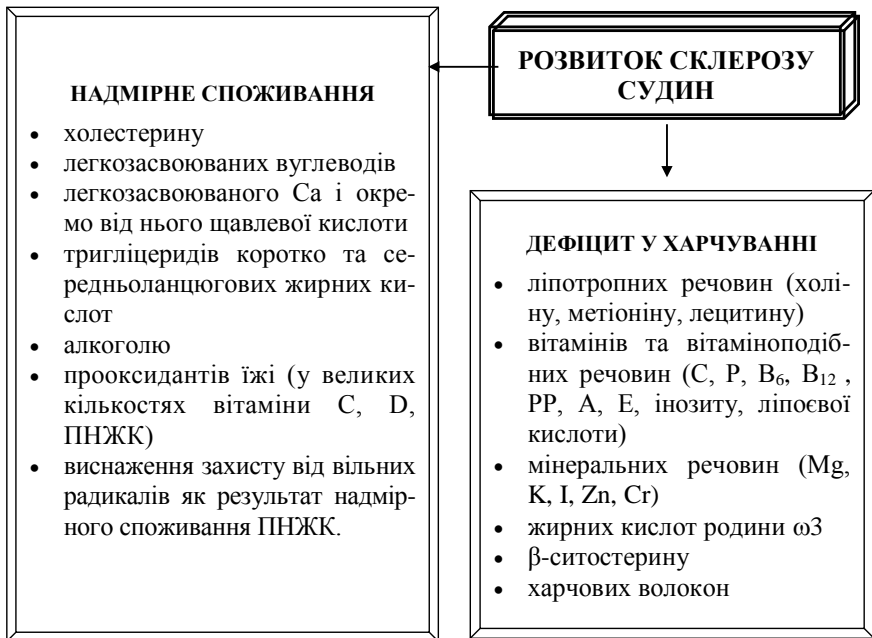 РОЗВИТОК СКЛЕРОЗУ
СУДИН
НАДМІРНЕ СПОЖИВАННЯ
• холестерину
• легкозасвоюваних вуглеводів
• легкозасвоюваного Са і окре-
мо від нього щавлевої кислоти
• тригліцеридів коротко та се-
редньоланцюгових жирних ки-
слот
• алкоголю
• прооксидантів їжі (у великих
кількостях вітаміни С, D,
ПНЖК)
• виснаження захисту від вільних
радикалів як результат надмір-
ного споживання ПНЖК.
ДЕФІЦИТ У ХАРЧУВАННІ
• ліпотропних речовин (холі-
ну, метіоніну, лецитину)
• вітамінів та вітаміноподіб-
них речовин (С, Р, В₆, В₁₂ ,
РР, А, Е, інозиту, ліпоєвої
кислоти)
• мінеральних речовин (Mg,
K, I, Zn, Cr)
• жирних кислот родини ω3
• β-ситостерину
• харчових волокон